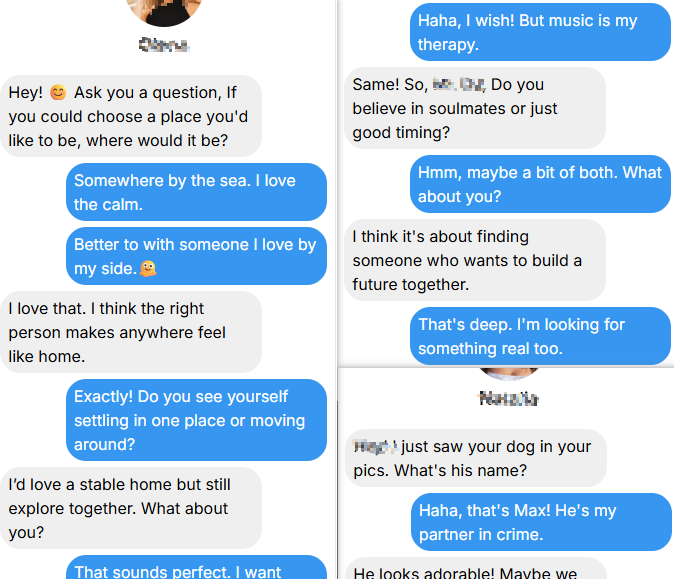 Hey! 😊 Ask you a question, If
you could choose a place you'd
like to be, where would it be?
Somewhere by the sea. I love
the calm.
Better to with someone I love by
my side.🫠
I love that. I think the right
person makes anywhere feel
like home.
Exactly! Do you see yourself
settling in one place or moving
around?
I'd love a stable home but still
explore together. What about
you?
That sounds perfect. I want
Haha, I wish! But music is my
therapy.
Same! So, Do you
believe in soulmates or just
good timing?
Hmm, maybe a bit of both. What
about you?
I think it's about finding
someone who wants to build a
future together.
That's deep. I'm looking for
something real too.
just saw your dog in your
pics. What's his name?
Haha, that's Max! He's my
partner in crime.
He looks adorable! Maybe we